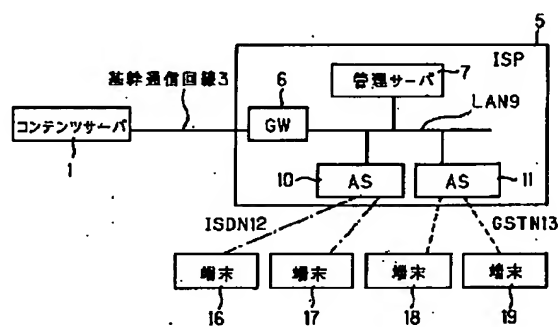 5
ISP
基幹通信回線3
6
管理サーバ
7
LAN9
コンテンツサーバ
GW
1
10
AS
AS
11
ISDN12
GSTN13
端末
端末
端末
端末
16
17
18
19